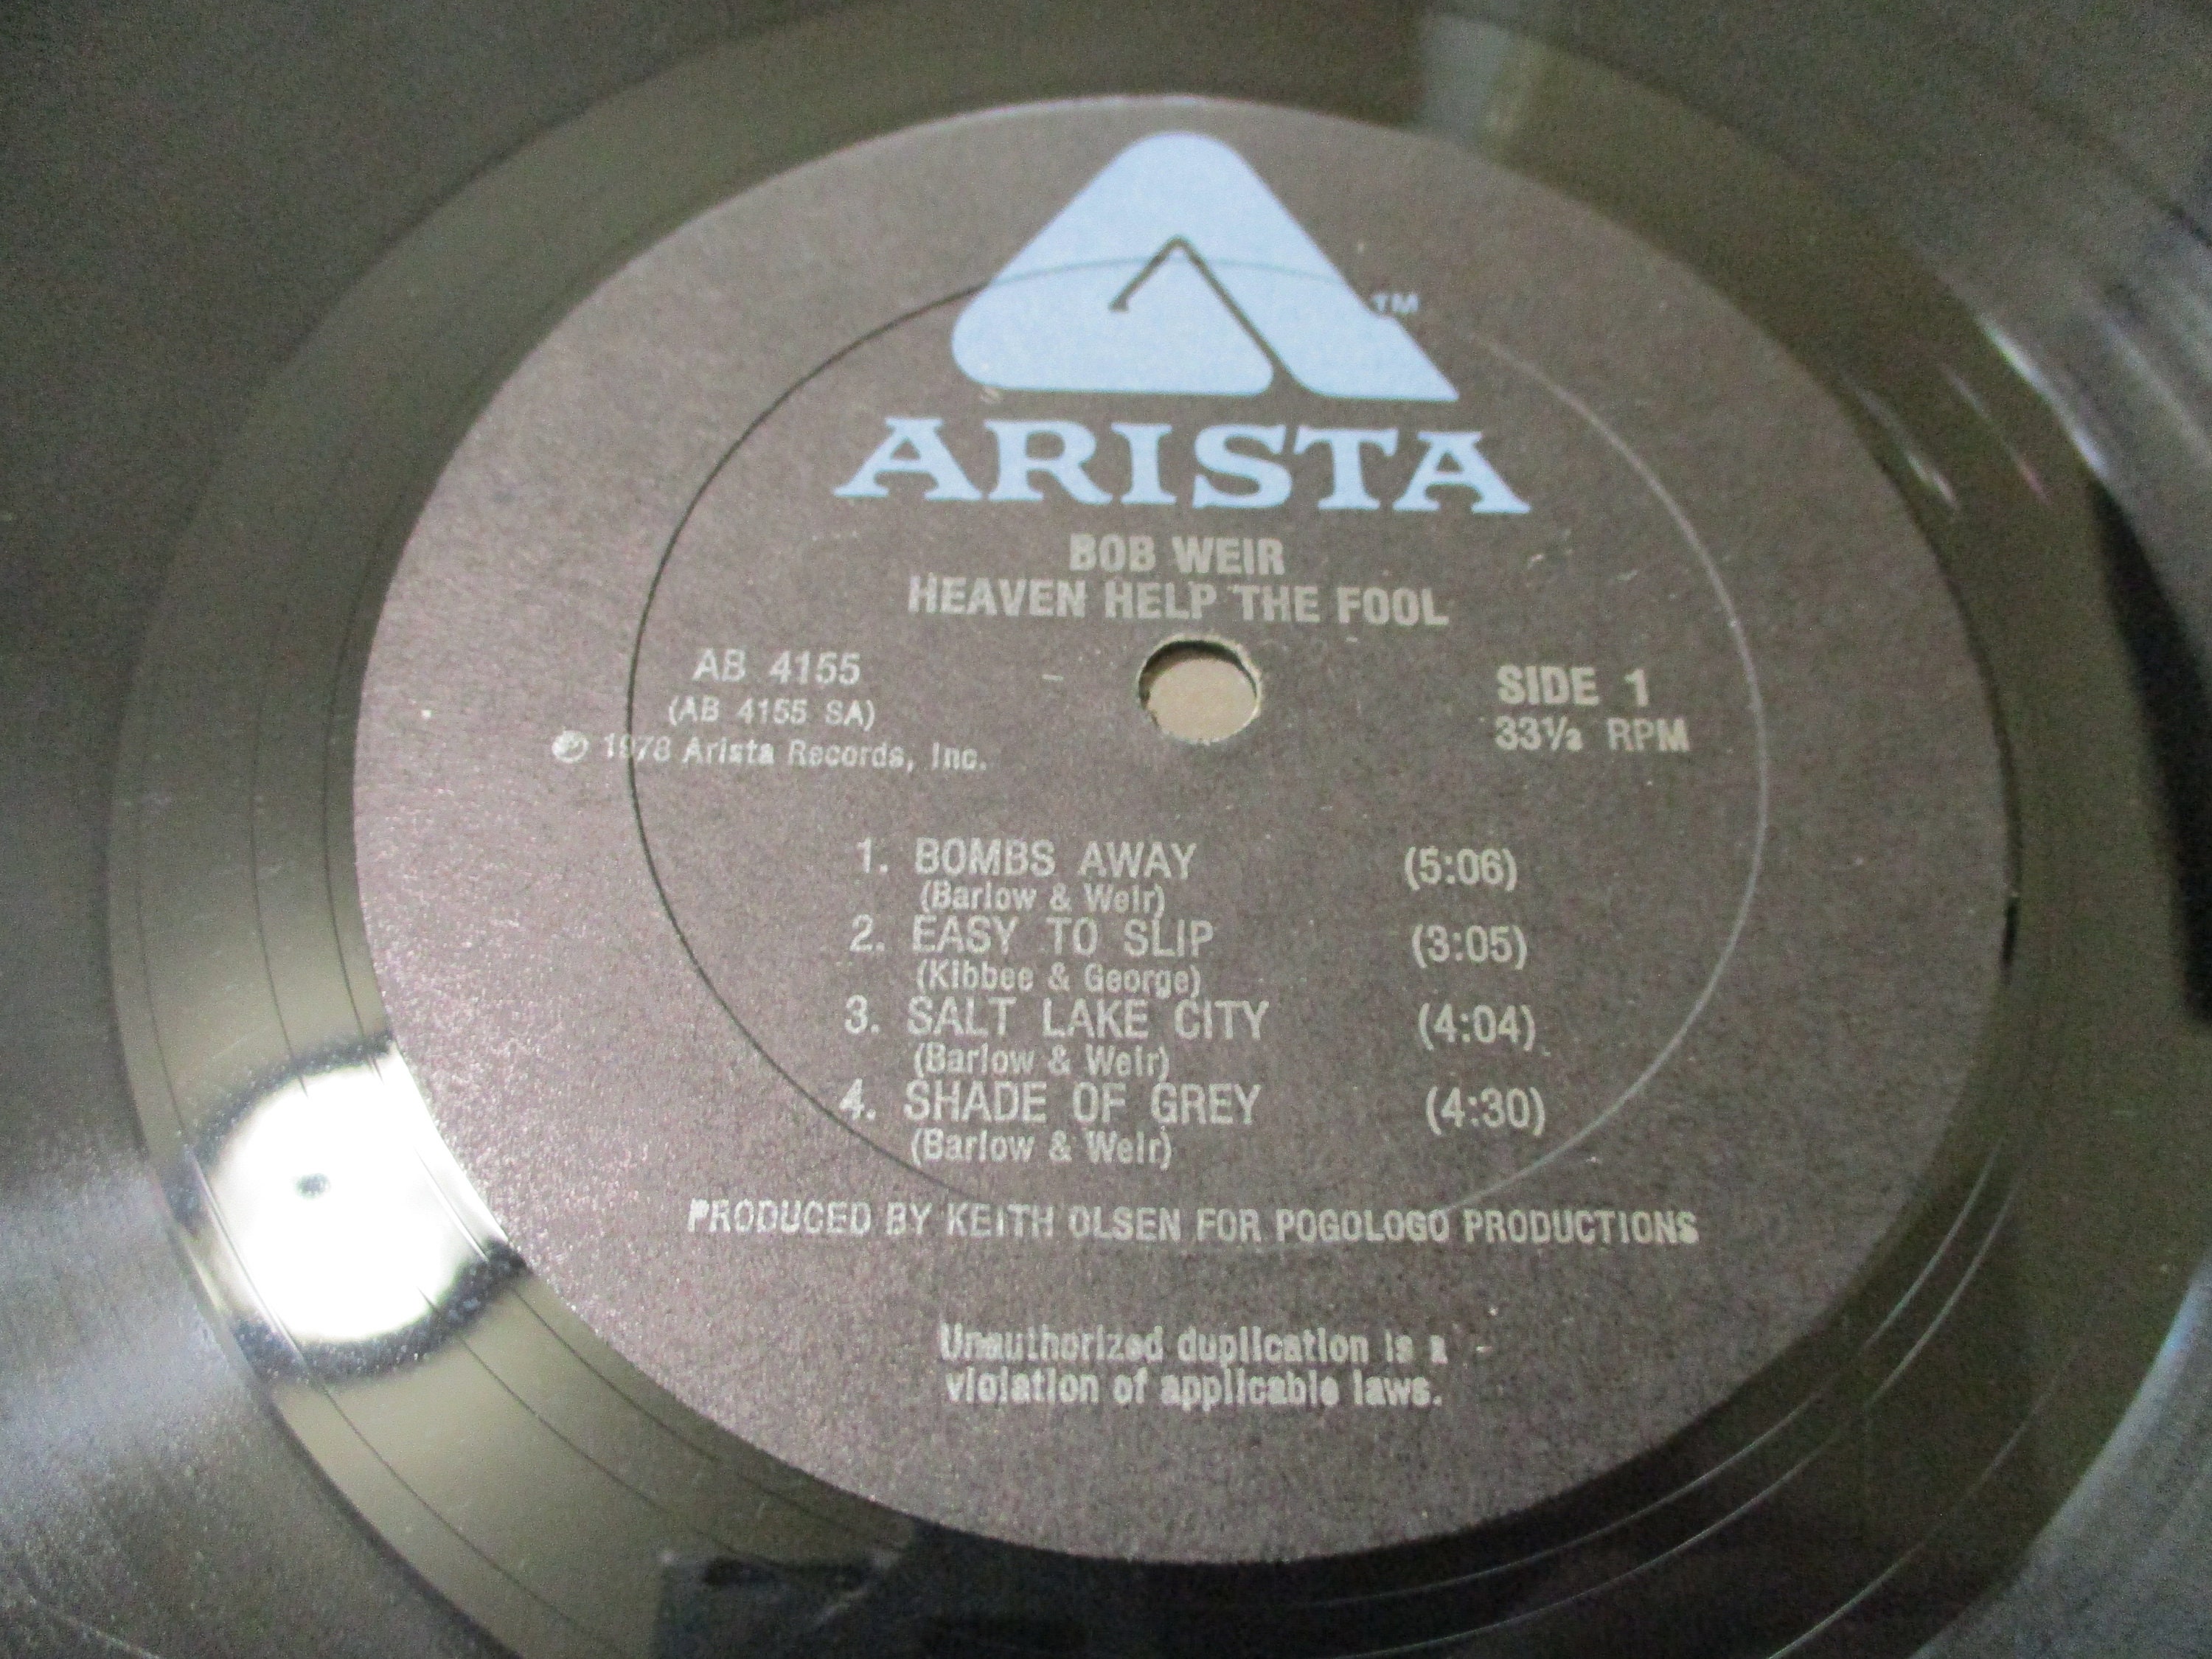 TM
ARISTA
BOB WEIR
HEAVEN HELP THE FOOL
AB 4155
SIDE 1
(AB 4155 SA)
33⅓ RPM
℗ 1978 Arista Records, Inc.
1. BOMBS AWAY (5:06)
(Barlow & Weir)
2. EASY TO SLIP (3:05)
(Kibbee & George)
3. SALT LAKE CITY (4:04)
(Barlow & Weir)
4. SHADE OF GREY (4:30)
(Barlow & Weir)
PRODUCED BY KEITH OLSEN FOR POGOLOGO PRODUCTIONS
Unauthorized duplication is a
violation of applicable laws.